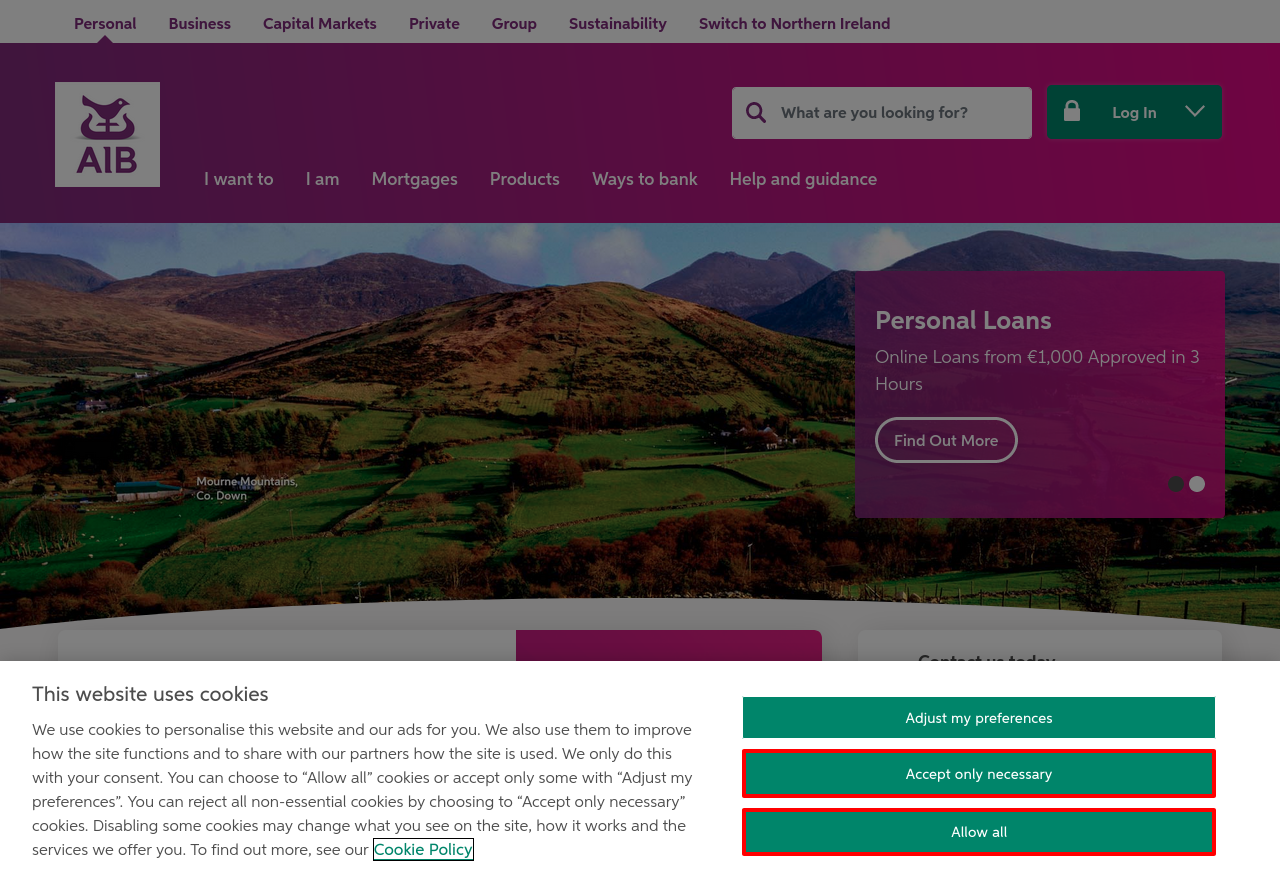 Personal
Business
Capital Markets
Private
Group
Sustainability
Switch to Northern Ireland
AIB
What are you looking for?
Log In
I want to
I am
Mortgages
Products
Ways to bank
Help and guidance
Personal Loans
Online Loans from €1,000 Approved in 3
Hours
Find Out More
Mourne Mountains,
Co. Down
Contact us today
This website uses cookies
We use cookies to personalise this website and our ads for you. We also use them to improve
how the site functions and to share with our partners how the site is used. We only do this
with your consent. You can choose to “Allow all” cookies or accept only some with “Adjust my
preferences”. You can reject all non-essential cookies by choosing to “Accept only necessary”
cookies. Disabling some cookies may change what you see on the site, how it works and the
services we offer you. To find out more, see our Cookie Policy
Adjust my preferences
Accept only necessary
Allow all